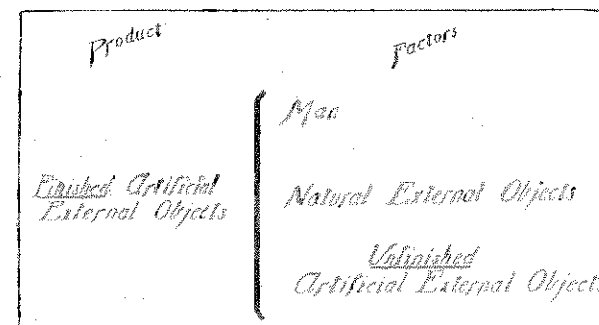 Product
Factors
Man
Finished Artificial
External Objects
Natural External Objects
Unfinished
Artificial External Objects